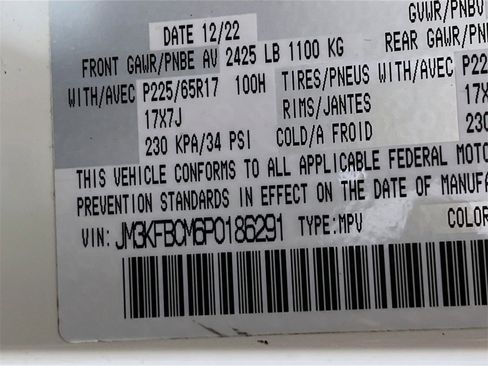 GVWR/PNBV
DATE 12/22
FRONT GAWR/PNBE AV 2425 LB 1100 KG REAR GAWR/PN
WITH/AVEC P225/65R17 100H TIRES/PNEUS WITH/AVEC P22
17X7J RIMS/JANTES 17X
230 KPA/34 PSI COLD/A FROID 230
THIS VEHICLE CONFORMS TO ALL APPLICABLE FEDERAL MOTO
PREVENTION STANDARDS IN EFFECT ON THE DATE OF MANUFA
VIN: JM3KFBCM6P0186291 TYPE:MPV COLOR